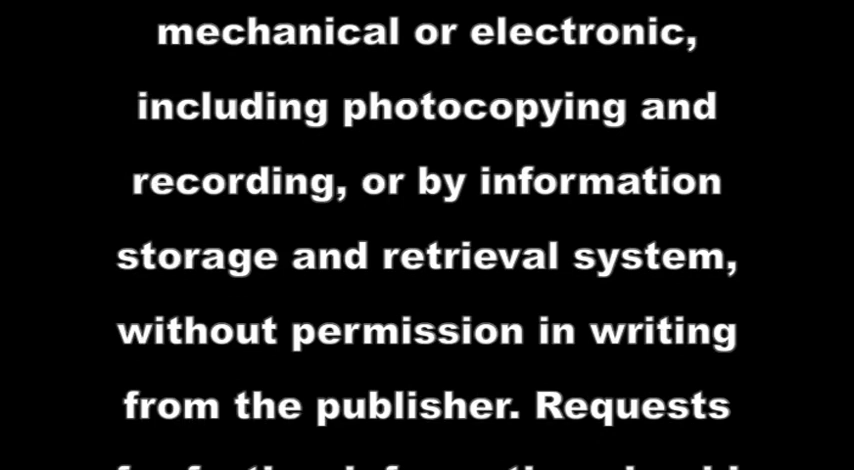 mechanical or electronic,
including photocopying and
recording, or by information
storage and retrieval system,
without permission in writing
from the publisher. Requests